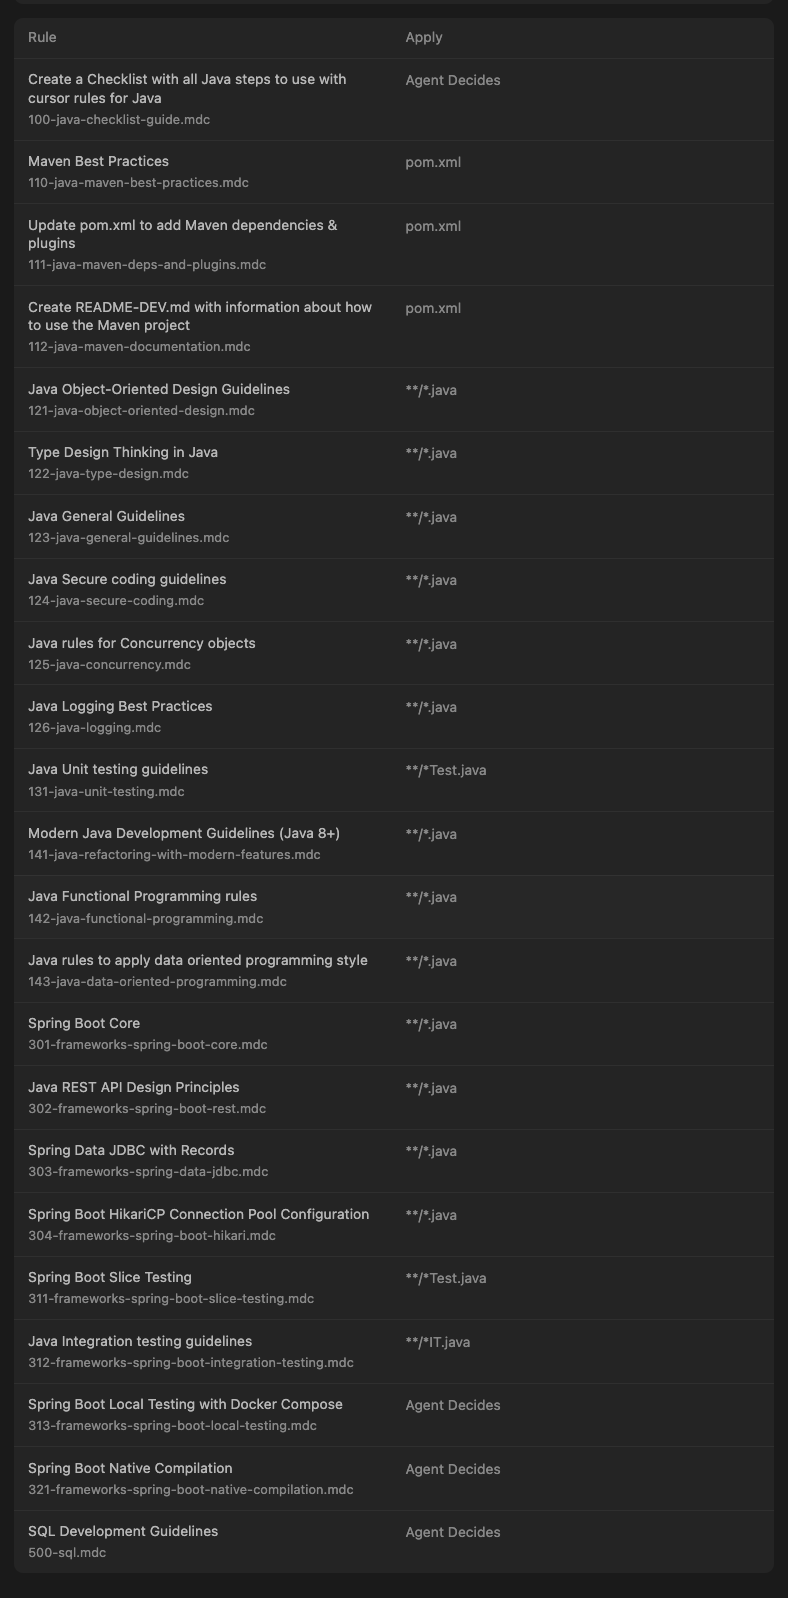 Rule Apply
Create a Checklist with all Java steps to use with Agent Decides
cursor rules for Java
100-java-checklist-guide.mdc
Maven Best Practices pom.xml
110-java-maven-best-practices.mdc
Update pom.xml to add Maven dependencies & pom.xml
plugins
111-java-maven-deps-and-plugins.mdc
Create README-DEV.md with information about how pom.xml
to use the Maven project
112-java-maven-documentation.mdc
Java Object-Oriented Design Guidelines **/*.java
121-java-object-oriented-design.mdc
Type Design Thinking in Java **/*.java
122-java-type-design.mdc
Java General Guidelines **/*.java
123-java-general-guidelines.mdc
Java Secure coding guidelines **/*.java
124-java-secure-coding.mdc
Java rules for Concurrency objects **/*.java
125-java-concurrency.mdc
Java Logging Best Practices **/*.java
126-java-logging.mdc
Java Unit testing guidelines **/*Test.java
131-java-unit-testing.mdc
Modern Java Development Guidelines (Java 8+) **/*.java
141-java-refactoring-with-modern-features.mdc
Java Functional Programming rules **/*.java
142-java-functional-programming.mdc
Java rules to apply data oriented programming style **/*.java
143-java-data-oriented-programming.mdc
Spring Boot Core **/*.java
301-frameworks-spring-boot-core.mdc
Java REST API Design Principles **/*.java
302-frameworks-spring-boot-rest.mdc
Spring Data JDBC with Records **/*.java
303-frameworks-spring-data-jdbc.mdc
Spring Boot HikariCP Connection Pool Configuration **/*.java
304-frameworks-spring-boot-hikari.mdc
Spring Boot Slice Testing **/*Test.java
311-frameworks-spring-boot-slice-testing.mdc
Java Integration testing guidelines **/*IT.java
312-frameworks-spring-boot-integration-testing.mdc
Spring Boot Local Testing with Docker Compose Agent Decides
313-frameworks-spring-boot-local-testing.mdc
Spring Boot Native Compilation Agent Decides
321-frameworks-spring-boot-native-compilation.mdc
SQL Development Guidelines Agent Decides
500-sql.mdc